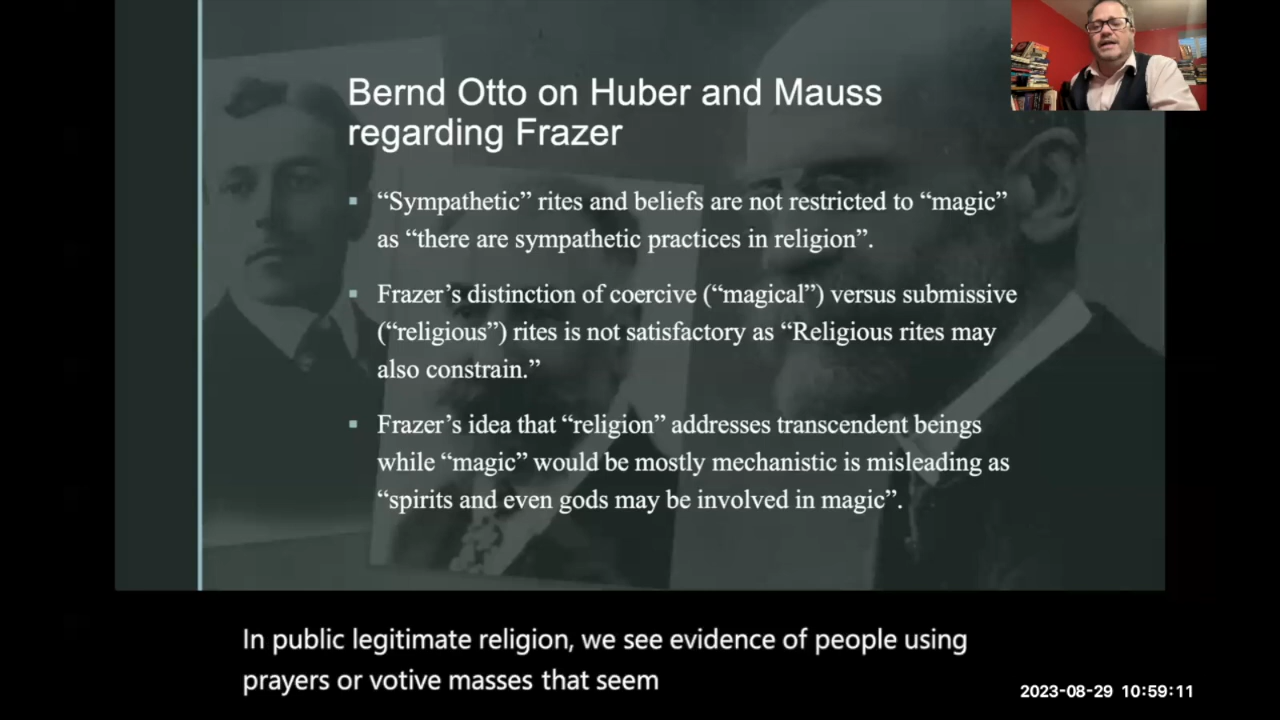 Bernd Otto on Huber and Mauss
regarding Frazer
▪ “Sympathetic” rites and beliefs are not restricted to “magic”
as “there are sympathetic practices in religion”.
▪ Frazer’s distinction of coercive (“magical”) versus submissive
(“religious”) rites is not satisfactory as “Religious rites may
also constrain.”
▪ Frazer’s idea that “religion” addresses transcendent beings
while “magic” would be mostly mechanistic is misleading as
“spirits and even gods may be involved in magic”.
In public legitimate religion, we see evidence of people using
prayers or votive masses that seem
2023-08-29 10:59:11